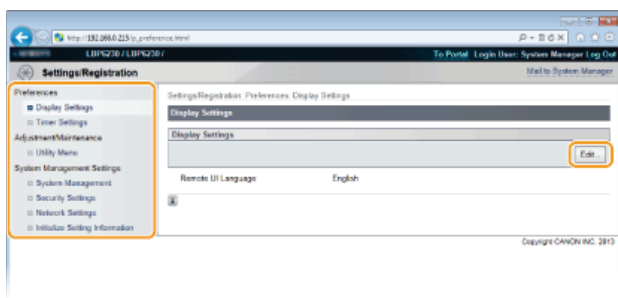 http://192.168.0.215/p_preference.html
LBP6230 / LBP6230 /
To Portal Login User: System Manager Log Out
Settings/Registration
Mail to System Manager
Preferences
Display Settings
Timer Settings
Adjustment/Maintenance
Utility Menu
System Management Settings
System Management
Security Settings
Network Settings
Initialize Setting Information
Settings/Registration: Preferences: Display Settings
Display Settings
Display Settings
Edit...
Remote UI Language: English
Copyright CANON INC. 2013